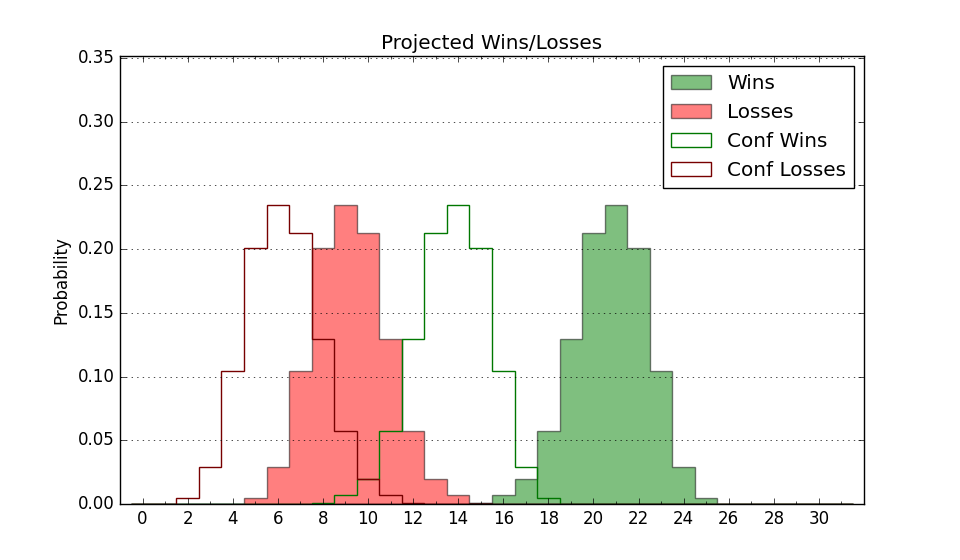 Projected Wins/Losses
0.35
0.30
0.25
0.20
0.15
0.10
0.05
0.00
Probability
Wins
Losses
Conf Wins
Conf Losses
0 2 4 6 8 10 12 14 16 18 20 22 24 26 28 30